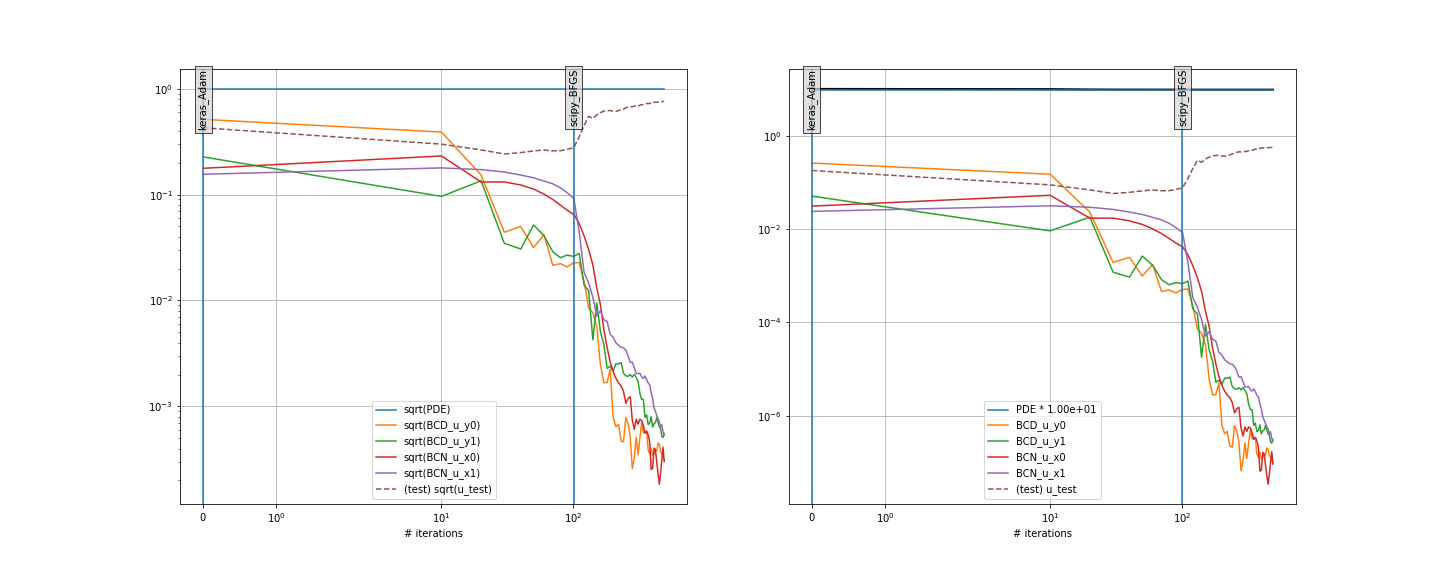 keras_Adam
scipy_BFGS
10⁰
10⁻¹
10⁻²
10⁻³
sqrt(PDE)
sqrt(BCD_u_y0)
sqrt(BCD_u_y1)
sqrt(BCN_u_x0)
sqrt(BCN_u_x1)
(test) sqrt(u_test)
0
10⁰
10¹
10²
# iterations
keras_Adam
scipy_BFGS
10⁰
10⁻²
10⁻⁴
10⁻⁶
PDE * 1.00e+01
BCD_u_y0
BCD_u_y1
BCN_u_x0
BCN_u_x1
(test) u_test
0
10⁰
10¹
10²
# iterations